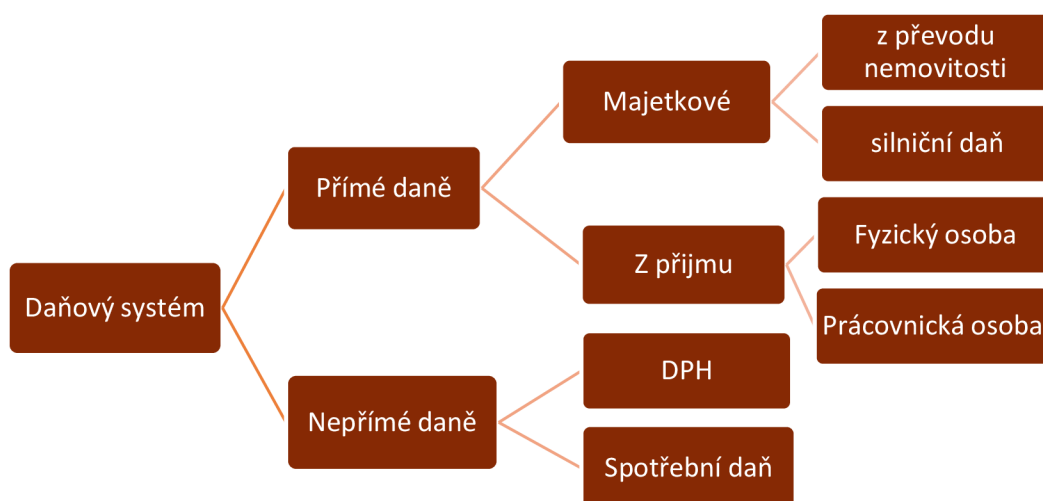 z převodu
nemovitosti
Majetkové
silniční daň
Přímé daně
Fyzický osoba
Z přijmu
Daňový systém
Prácovnická osoba
DPH
Nepřímé daně
Spotřební daň